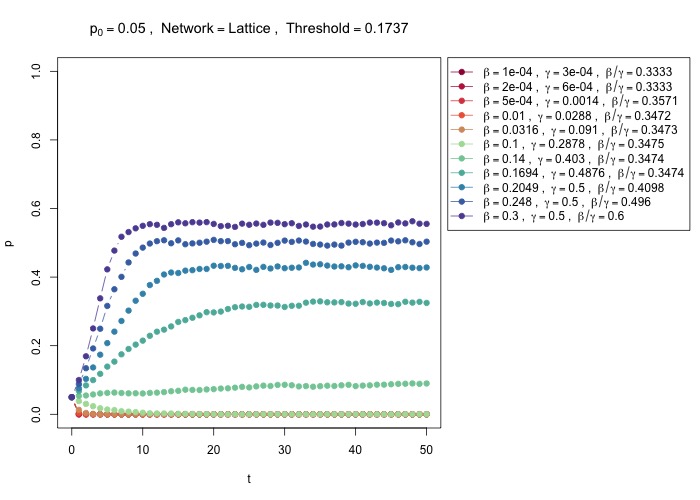 p₀ = 0.05 , Network = Lattice , Threshold = 0.1737
p
1.0
0.8
0.6
0.4
0.2
0.0
0 10 20 30 40 50
t
β = 1e-04 , γ = 3e-04 , β/γ = 0.3333
β = 2e-04 , γ = 6e-04 , β/γ = 0.3333
β = 5e-04 , γ = 0.0014 , β/γ = 0.3571
β = 0.01 , γ = 0.0288 , β/γ = 0.3472
β = 0.0316 , γ = 0.091 , β/γ = 0.3473
β = 0.1 , γ = 0.2878 , β/γ = 0.3475
β = 0.14 , γ = 0.403 , β/γ = 0.3474
β = 0.1694 , γ = 0.4876 , β/γ = 0.3474
β = 0.2049 , γ = 0.5 , β/γ = 0.4098
β = 0.248 , γ = 0.5 , β/γ = 0.496
β = 0.3 , γ = 0.5 , β/γ = 0.6